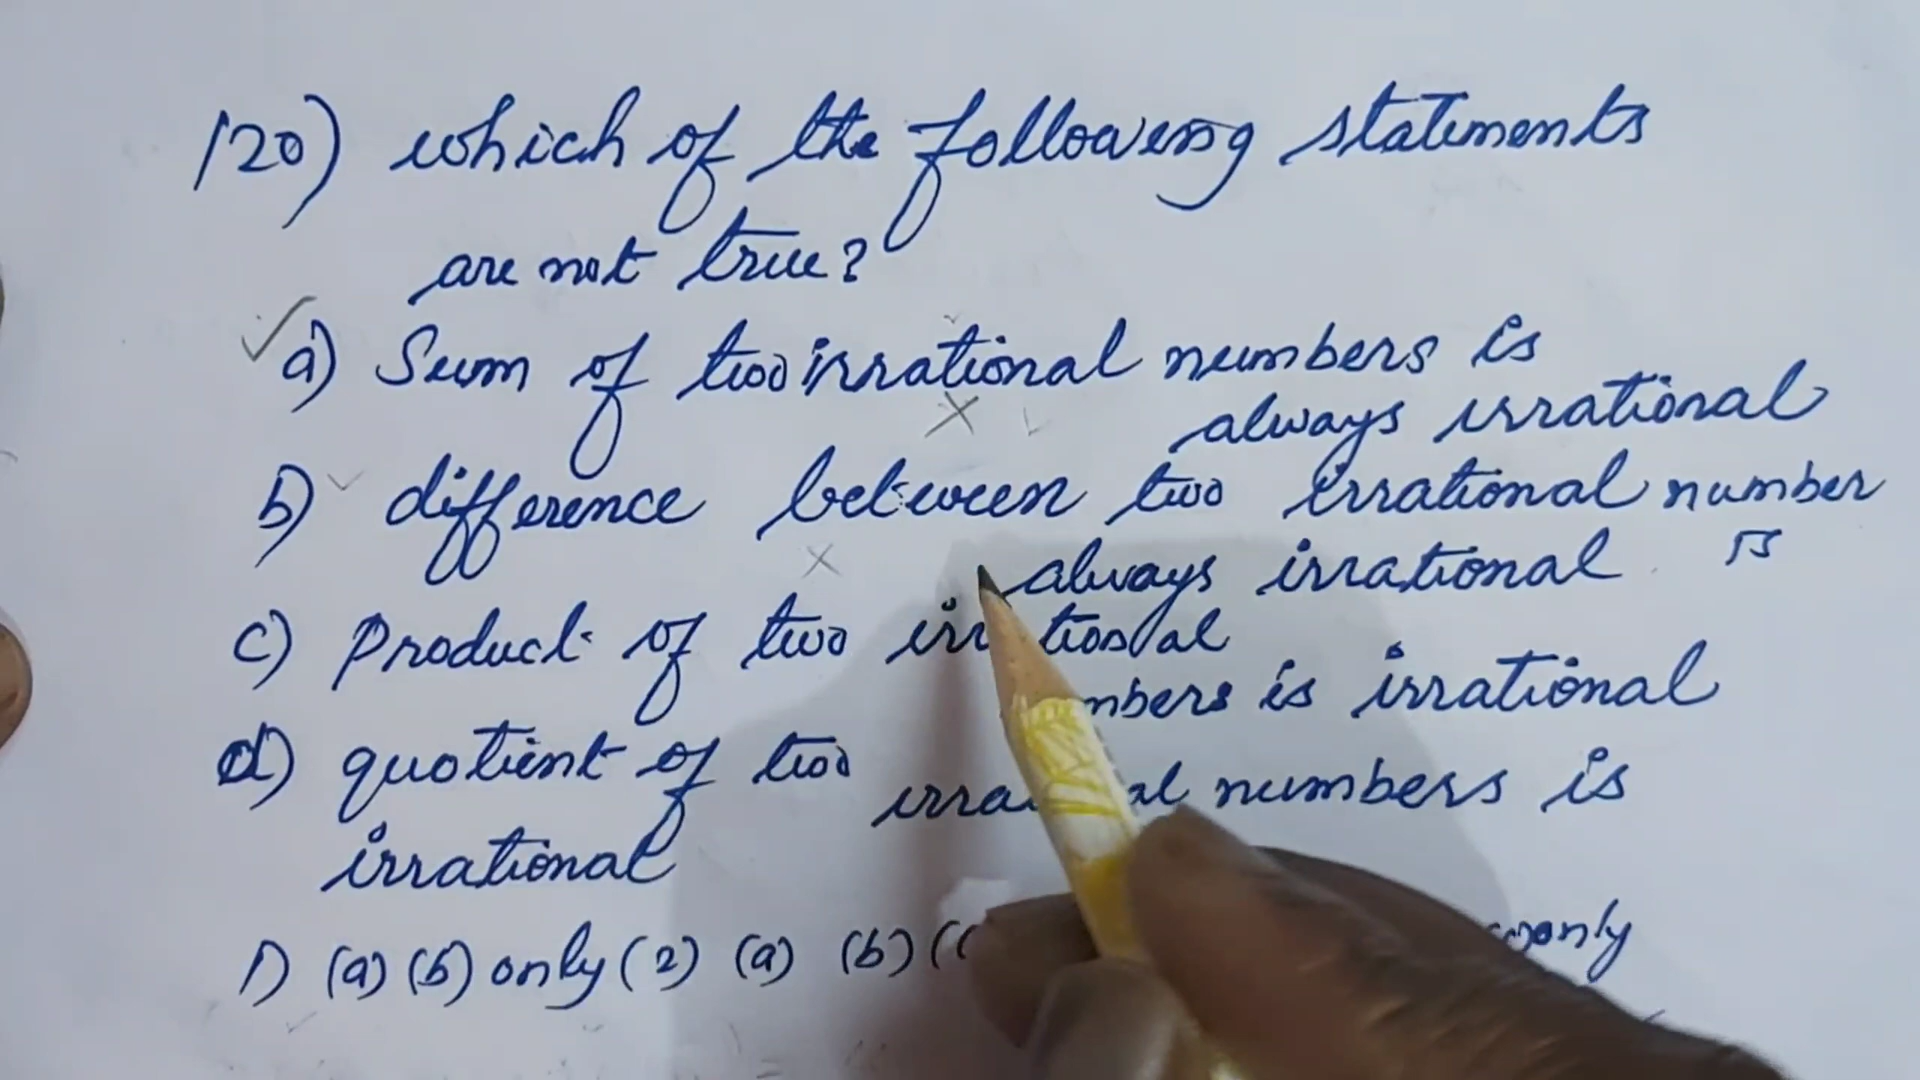 120) which of the following statements
are not true?
a) Sum of two irrational numbers is
always irrational
b) difference between two irrational number is
always irrational
c) Product of two
is irrational
d) quotient of two
numbers is
irrational
1) (a) (b) only (2) (a) (b)
only